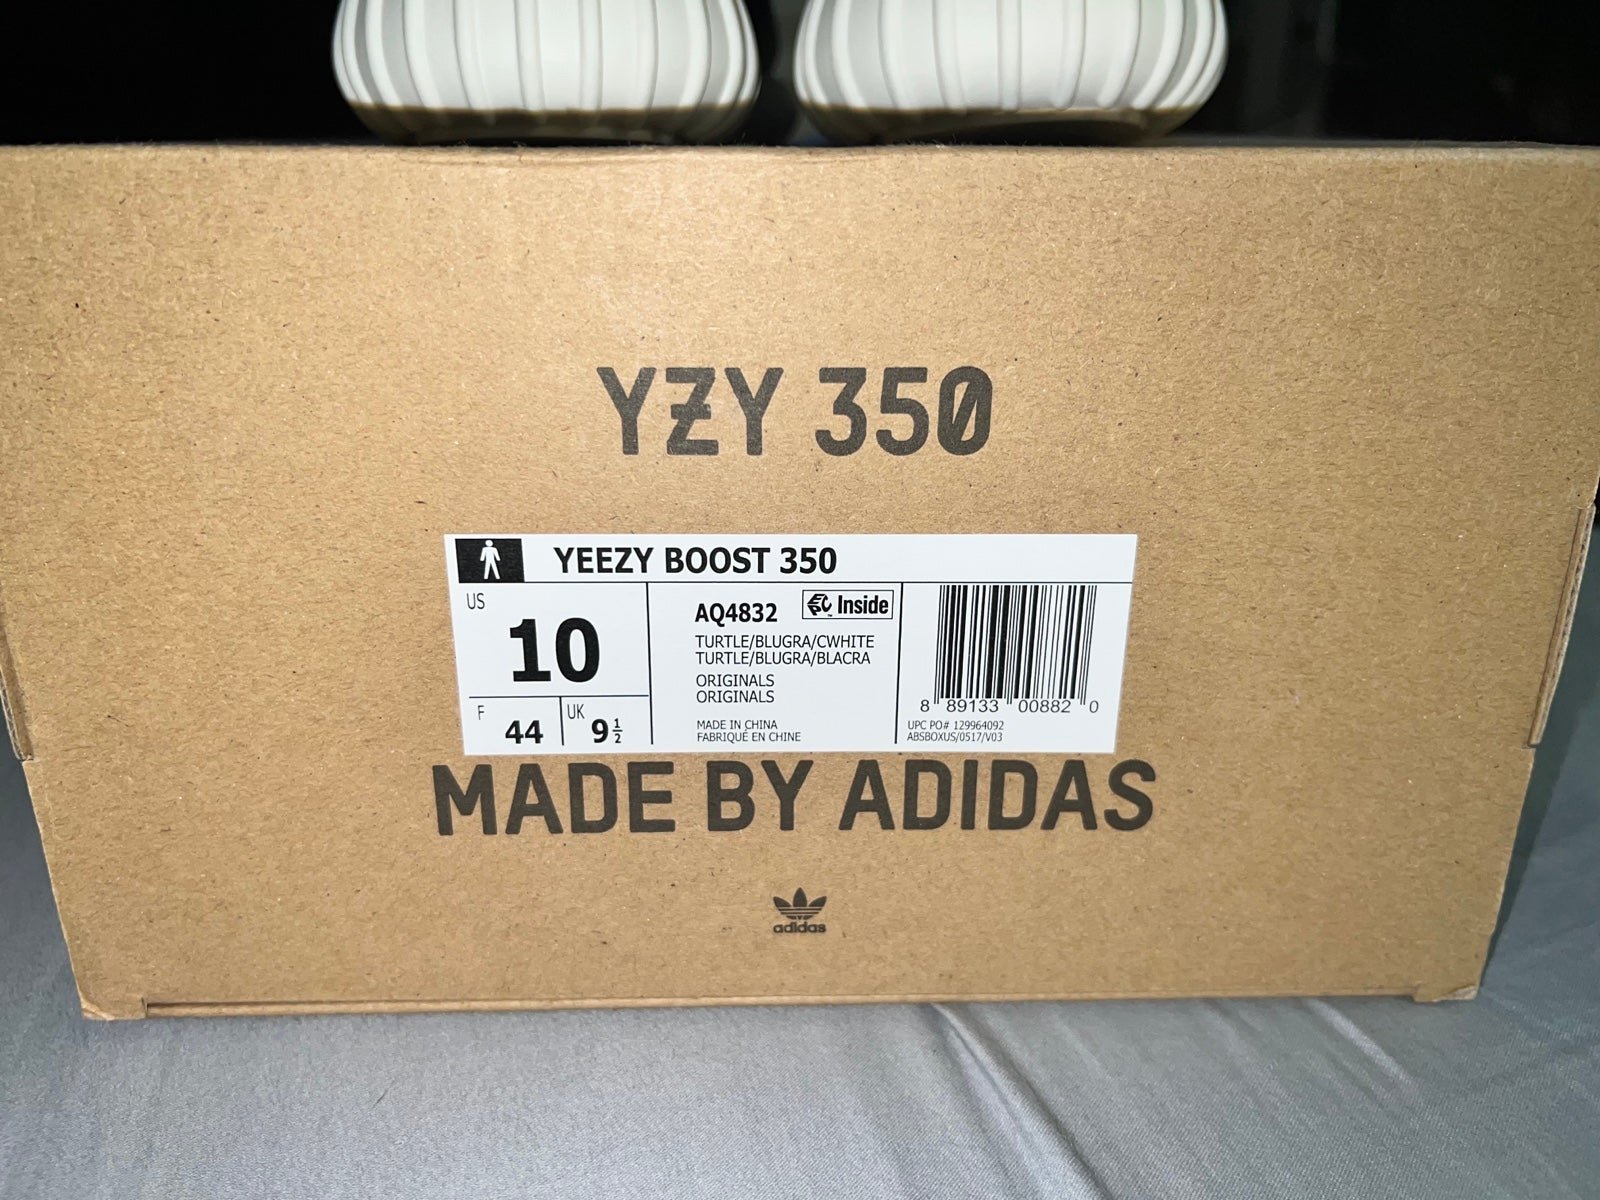 YZY 350
YEEZY BOOST 350
US
10
F
44
UK
9½
AQ4832
Inside
TURTLE/BLUGRA/CWHITE
TURTLE/BLUGRA/BLACRA
ORIGINALS
ORIGINALS
MADE IN CHINA
FABRIQUÉ EN CHINE
8 89133 00882 0
UPC PO# 129964092
ABSBOXUS/0517/V03
MADE BY ADIDAS
adidas